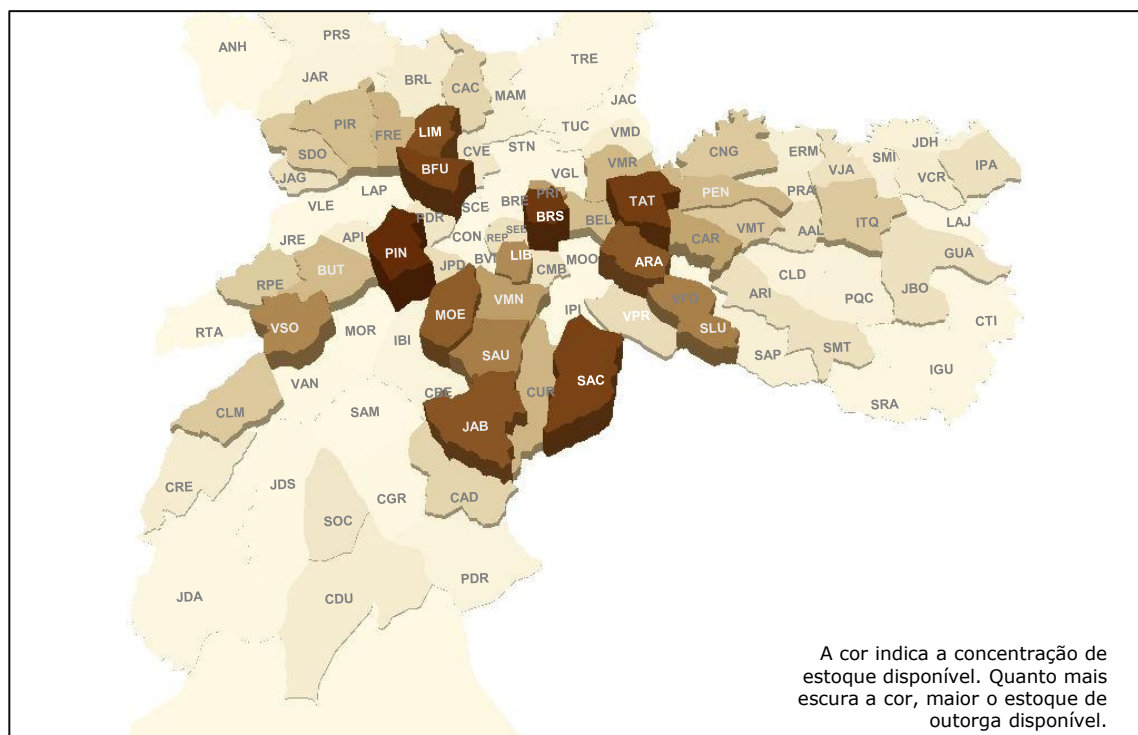 ANH
PRS
TRE
JAR
BRL
CAC
MAM
JAC
PIR
FRE
LIM
TUC
VMD
STN
CVE
SDO
BFU
CNG
ERM
SMI
JDH
VJA
IPA
JAG
LAP
VGL
VMR
VCR
VLE
PDR
SCE
BRE
PRI
TAT
PEN
PRA
BRS
BEL
AAL
ITQ
LAJ
JRE
API
PIN
CON
REP
SEE
CAR
VMT
BUT
BVI
LIB
MOO
ARA
GUA
JPD
CMB
CLD
RPE
ARI
PQC
JBO
VSO
MOR
MOE
VMN
IPI
VPR
SLU
CTI
RTA
IBI
SAU
SAP
SMT
IGU
VAN
CUR
SAC
SRA
CLM
SAM
JAB
CRE
JDS
CGR
CAD
SOC
PDR
JDA
CDU
A cor indica a concentração de
estoque disponível. Quanto mais
escura a cor, maior o estoque de
outorga disponível.